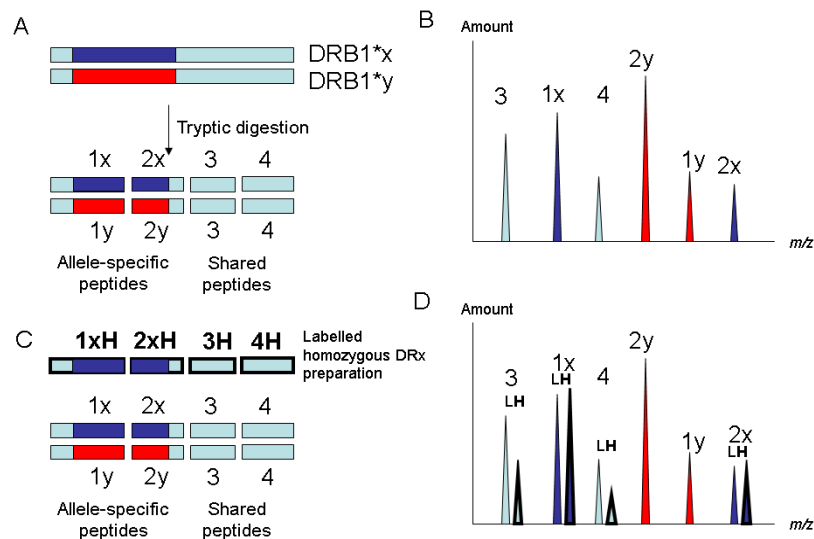 A
DRB1*x
DRB1*y
Tryptic digestion
1x 2x 3 4
1y 2y 3 4
Allele-specific
peptides
Shared
peptides
B
Amount
3 1x 4 2y 1y 2x
m/z
C
1xH 2xH 3H 4H
Labelled
homozygous DRx
preparation
1x 2x 3 4
1y 2y 3 4
Allele-specific
peptides
Shared
peptides
D
Amount
3 1x 4 2y 1y 2x
LH LH LH LH
m/z